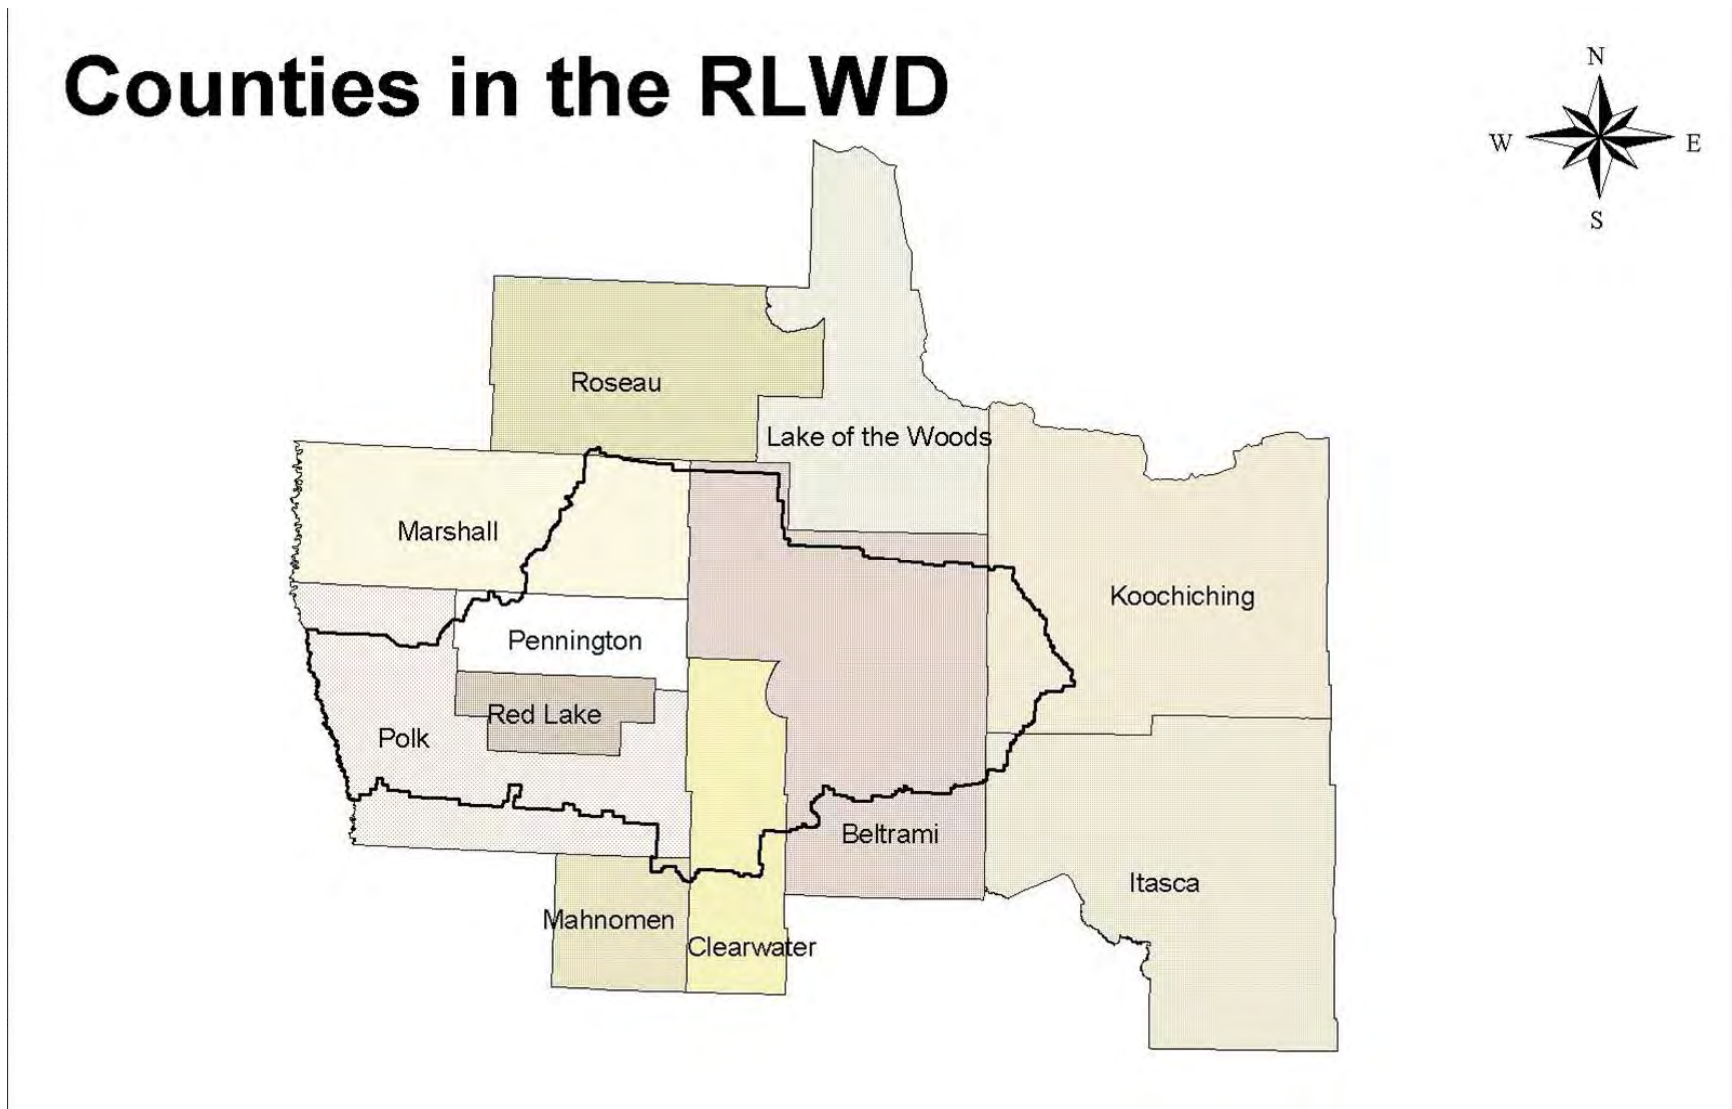 Counties in the RLWD
N
W
E
S
Roseau
Lake of the Woods
Marshall
Koochiching
Pennington
Red Lake
Polk
Beltrami
Itasca
Mahnomen
Clearwater